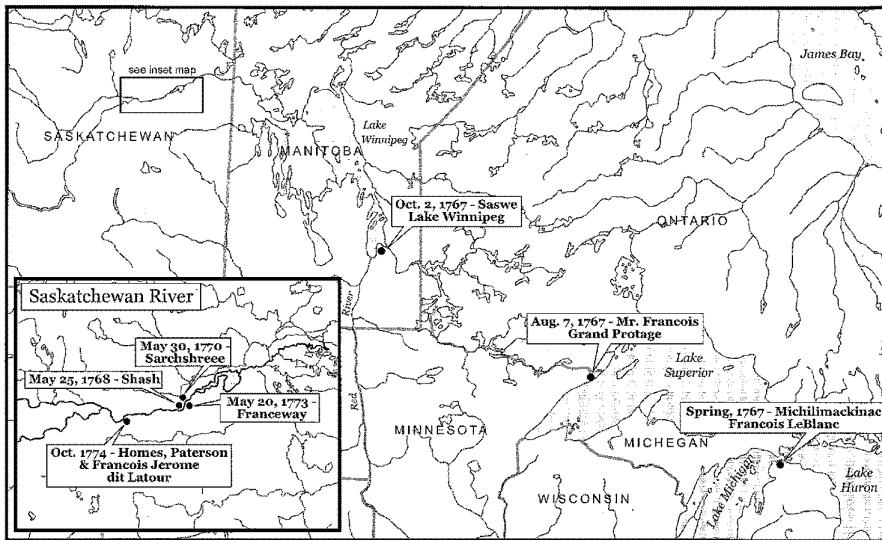 see inset map
James Bay
SASKATCHEWAN
MANITOBA
Lake
Winnipeg
Oct. 2, 1767 - Saswe
Lake Winnipeg
ONTARIO
Saskatchewan River
River
Red
May 30, 1770 -
Sarchshreee
May 25, 1768 - Shash
May 20, 1773 -
Franceway
Oct. 1774 - Homes, Paterson
& Francois Jerome
dit Latour
Aug. 7, 1767 - Mr. Francois
Grand Protage
Lake
Superior
Spring, 1767 - Michilimackinac
Francois LeBlanc
MINNESOTA
MICHEGAN
WISCONSIN
Lake Michigan
Lake
Huron